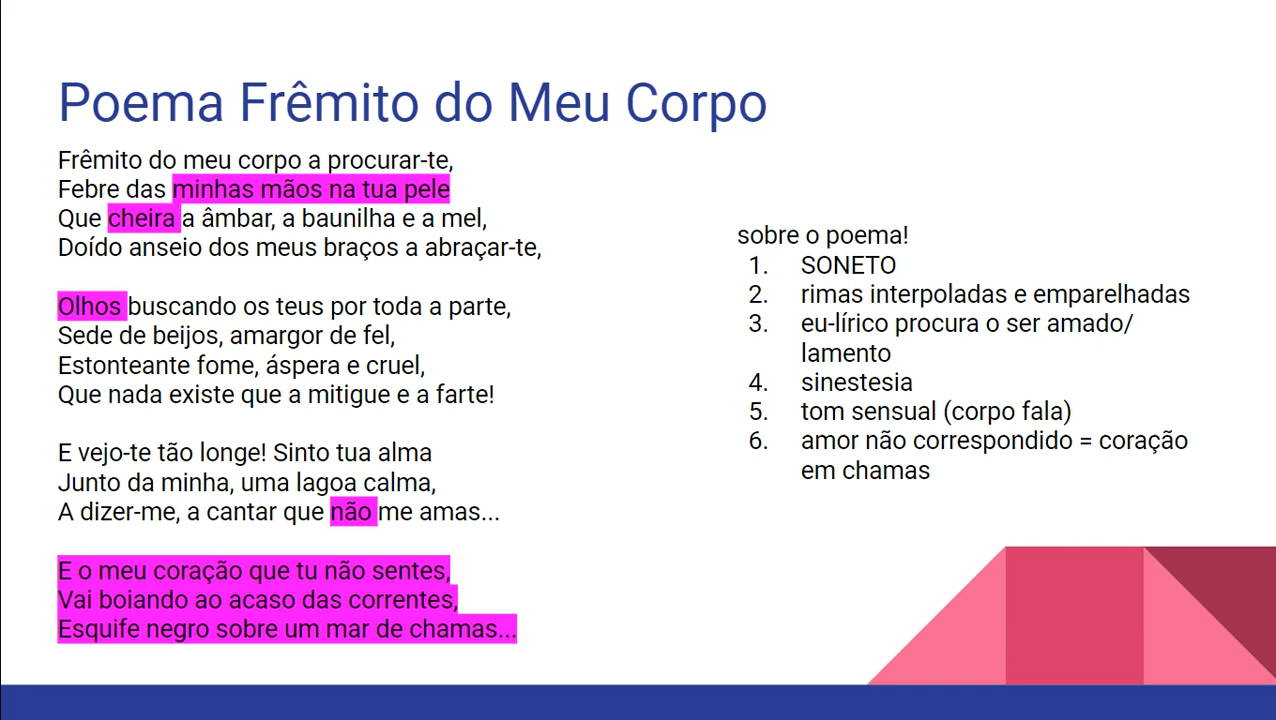 Poema Frêmito do Meu Corpo
Frêmito do meu corpo a procurar-te,
Febre das minhas mãos na tua pele
Que cheira a âmbar, a baunilha e a mel,
Doído anseio dos meus braços a abraçar-te,
Olhos buscando os teus por toda a parte,
Sede de beijos, amargor de fel,
Estonteante fome, áspera e cruel,
Que nada existe que a mitigue e a farte!
E vejo-te tão longe! Sinto tua alma
Junto da minha, uma lagoa calma,
A dizer-me, a cantar que não me amas...
E o meu coração que tu não sentes,
Vai boiando ao acaso das correntes,
Esquife negro sobre um mar de chamas...
sobre o poema!
1. SONETO
2. rimas interpoladas e emparelhadas
3. eu-lírico procura o ser amado/
lamento
4. sinestesia
5. tom sensual (corpo fala)
6. amor não correspondido = coração
em chamas